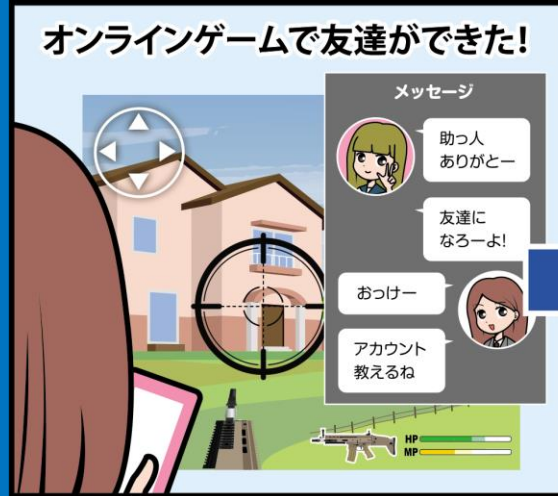 オンラインゲームで友達ができた!
メッセージ
助っ人
ありがとー
友達に
なろーよ!
おっけー
アカウント
教えるね
HP
MP